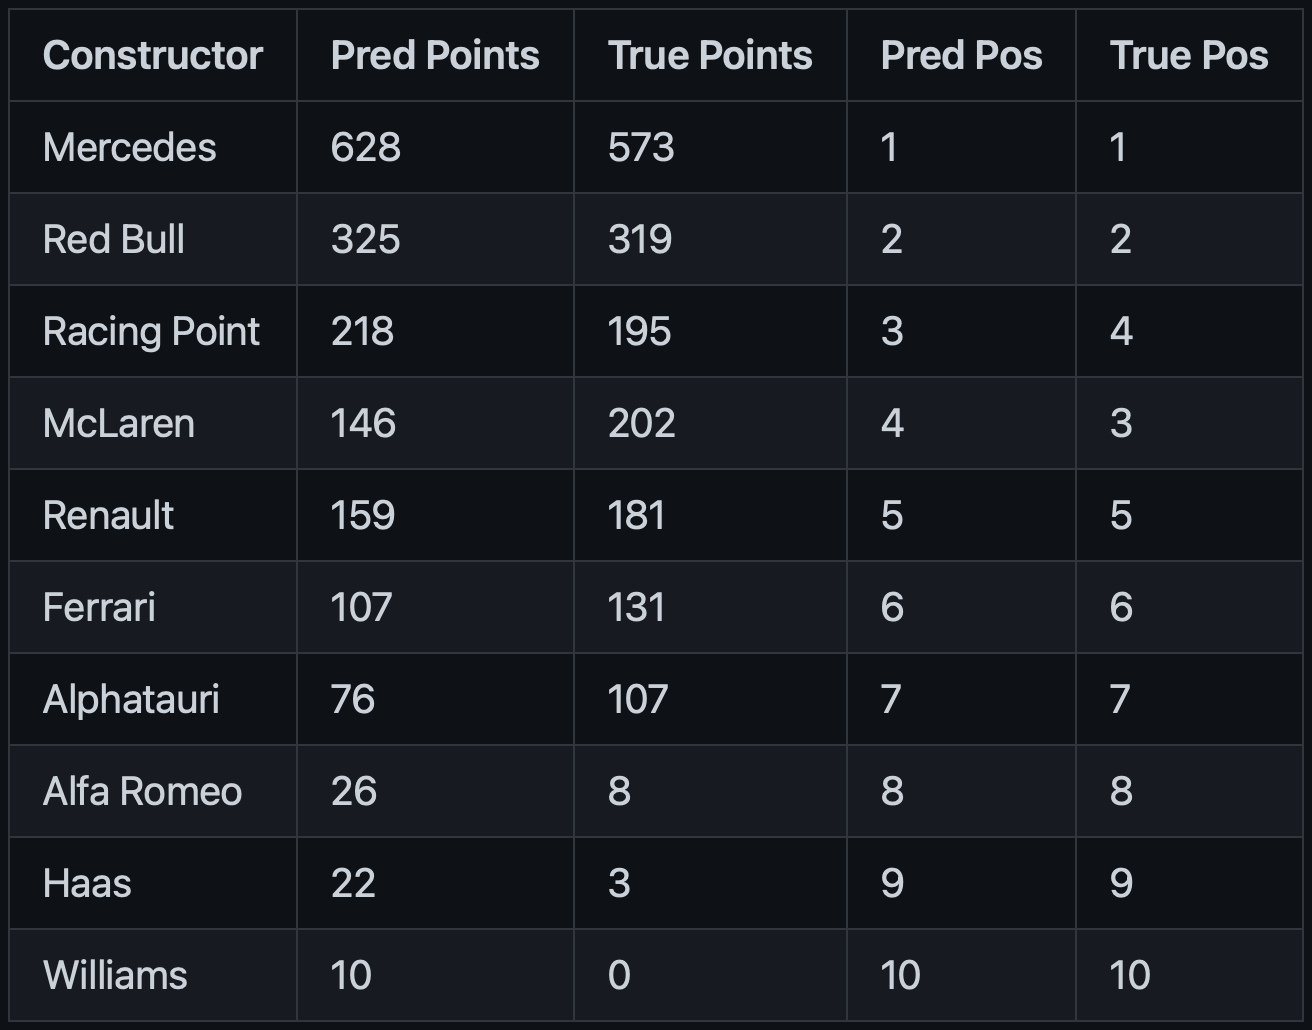 Constructor Pred Points True Points Pred Pos True Pos
Mercedes 628 573 1 1
Red Bull 325 319 2 2
Racing Point 218 195 3 4
McLaren 146 202 4 3
Renault 159 181 5 5
Ferrari 107 131 6 6
Alphatauri 76 107 7 7
Alfa Romeo 26 8 8 8
Haas 22 3 9 9
Williams 10 0 10 10